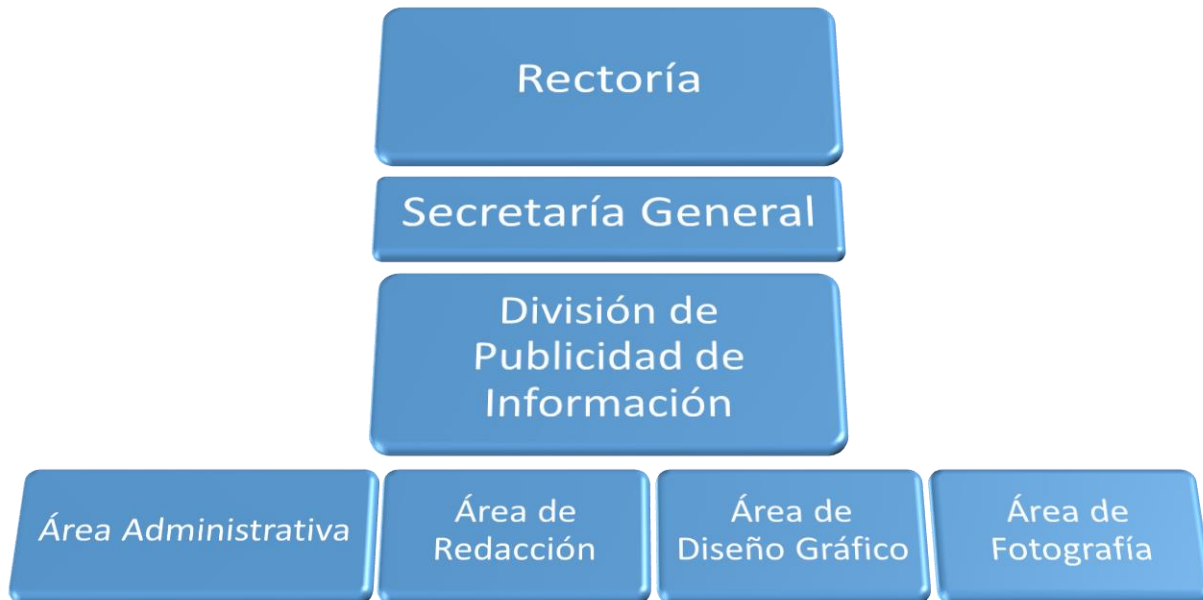 Rectoría
Secretaría General
División de
Publicidad de
Información
Área Administrativa
Área de
Redacción
Área de
Diseño Gráfico
Área de
Fotografía